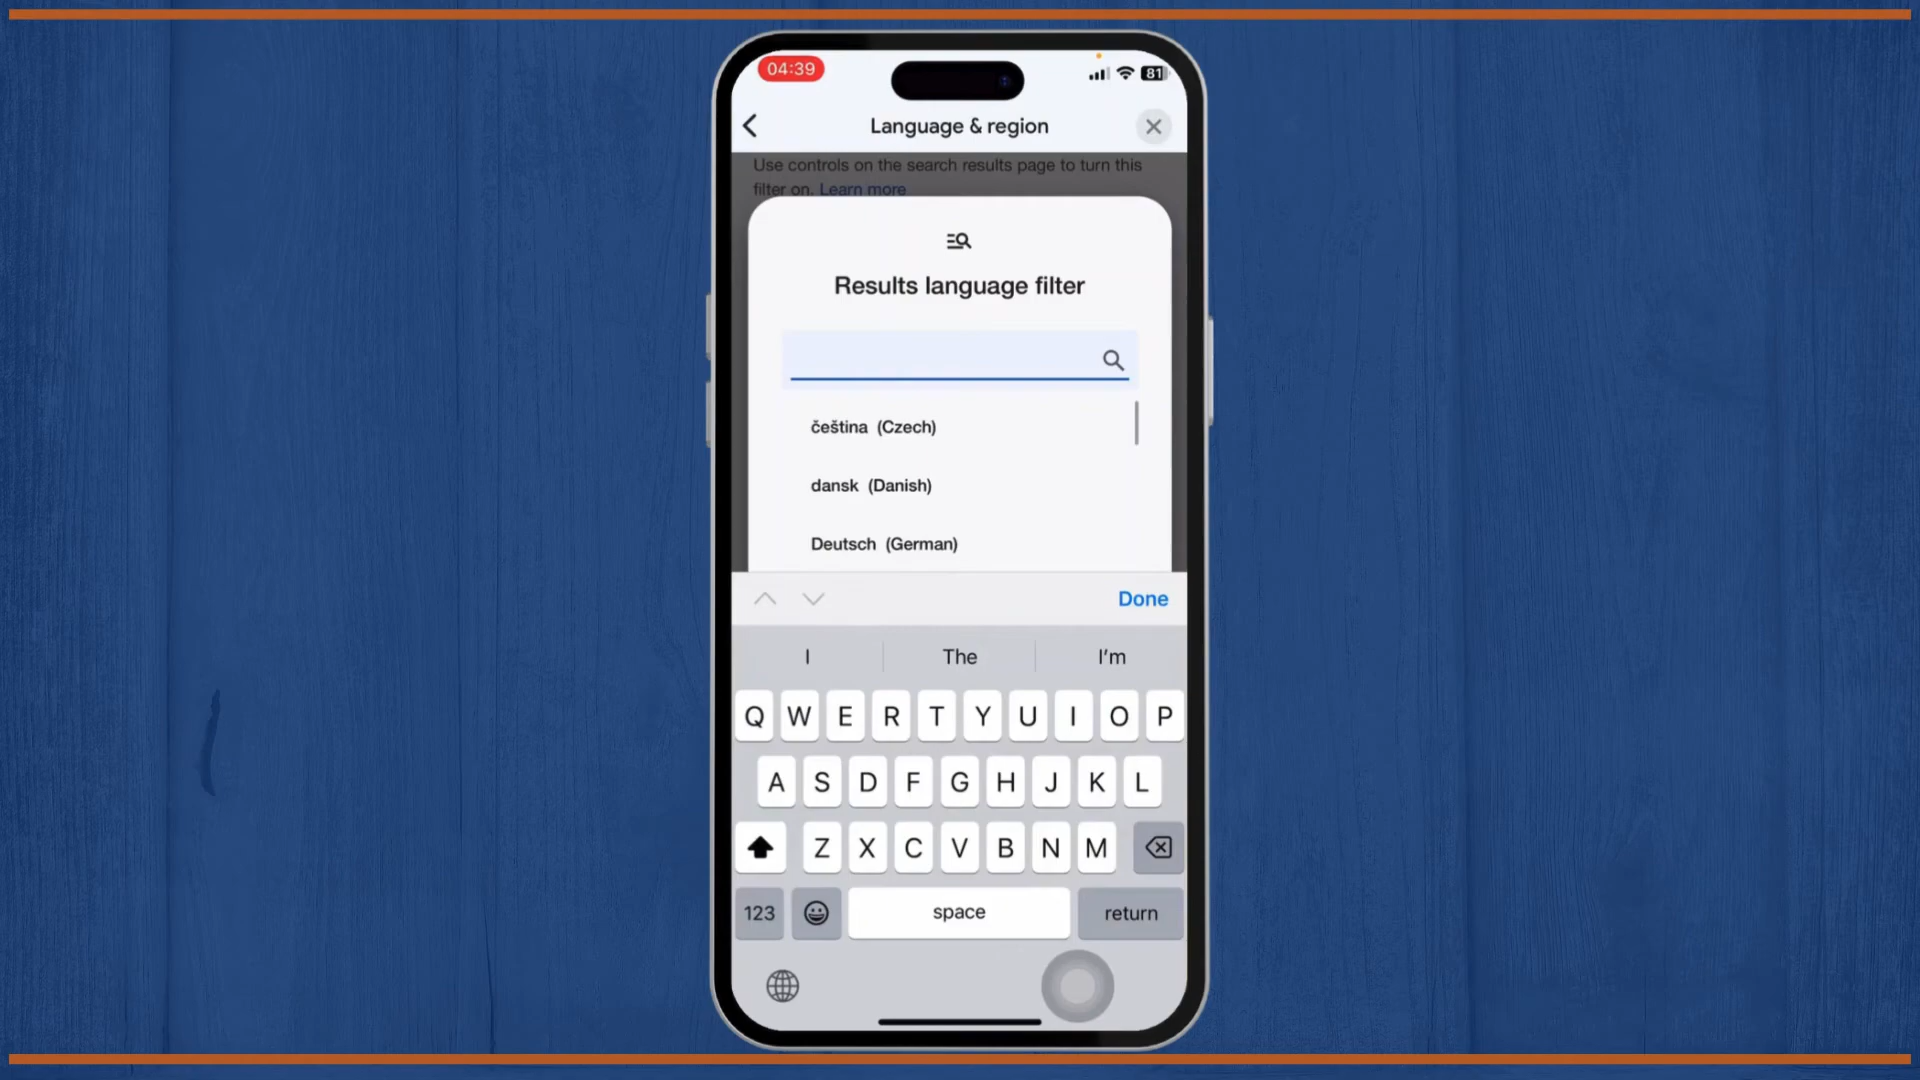 04:39
81
Language & region
Use controls on the search results page to turn this
filter on. Learn more
Results language filter
čeština (Czech)
dansk (Danish)
Deutsch (German)
Done
I The I'm
Q W E R T Y U I O P
A S D F G H J K L
Z X C V B N M
123 space return